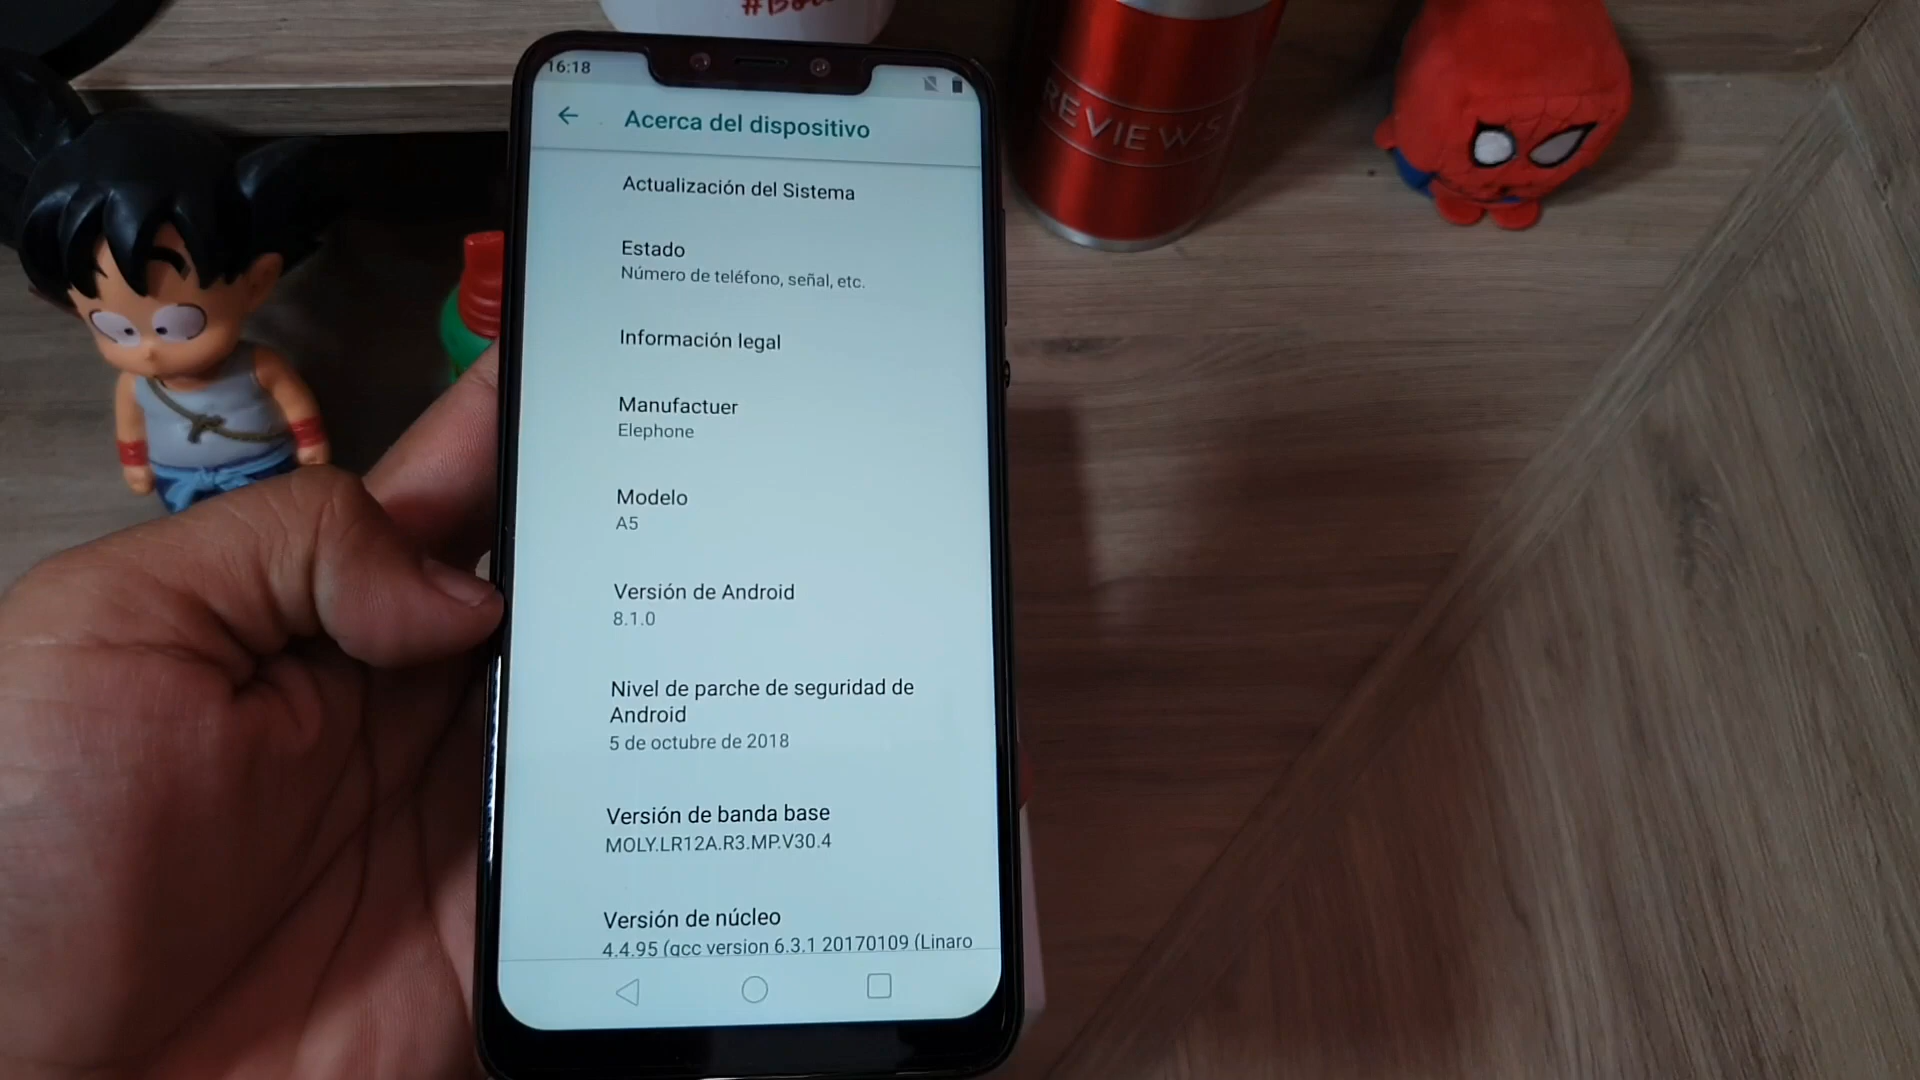 16:18
Acerca del dispositivo
Actualización del Sistema
Estado
Número de teléfono, señal, etc.
Información legal
Manufactuer
Elephone
Modelo
A5
Versión de Android
8.1.0
Nivel de parche de seguridad de
Android
5 de octubre de 2018
Versión de banda base
MOLY.LR12A.R3.MP.V30.4
Versión de núcleo
4.4.95 (gcc version 6.3.1 20170109 (Linaro
REVIEWS